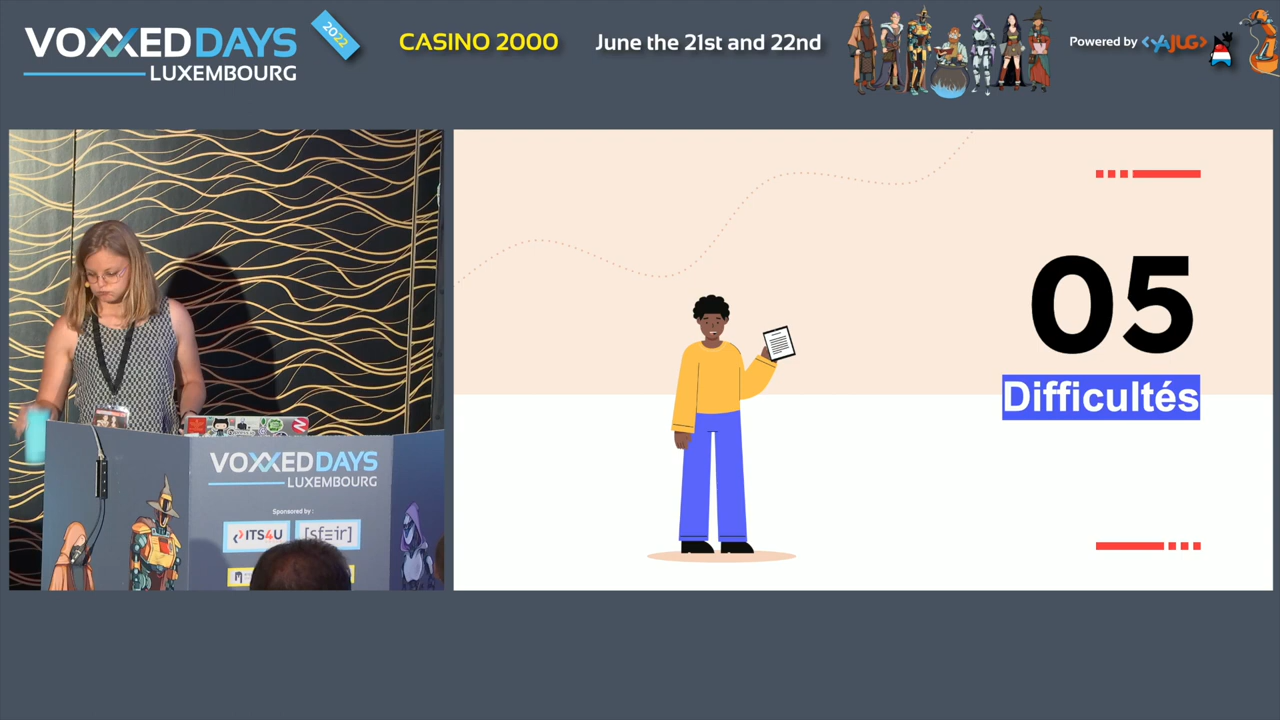 VOXXED DAYS
LUXEMBOURG
2022
CASINO 2000
June the 21st and 22nd
Powered by <YAJUG>
05
Difficultés
VOXXED DAYS
LUXEMBOURG
Sponsored by :
ITS4U
[sfeir]